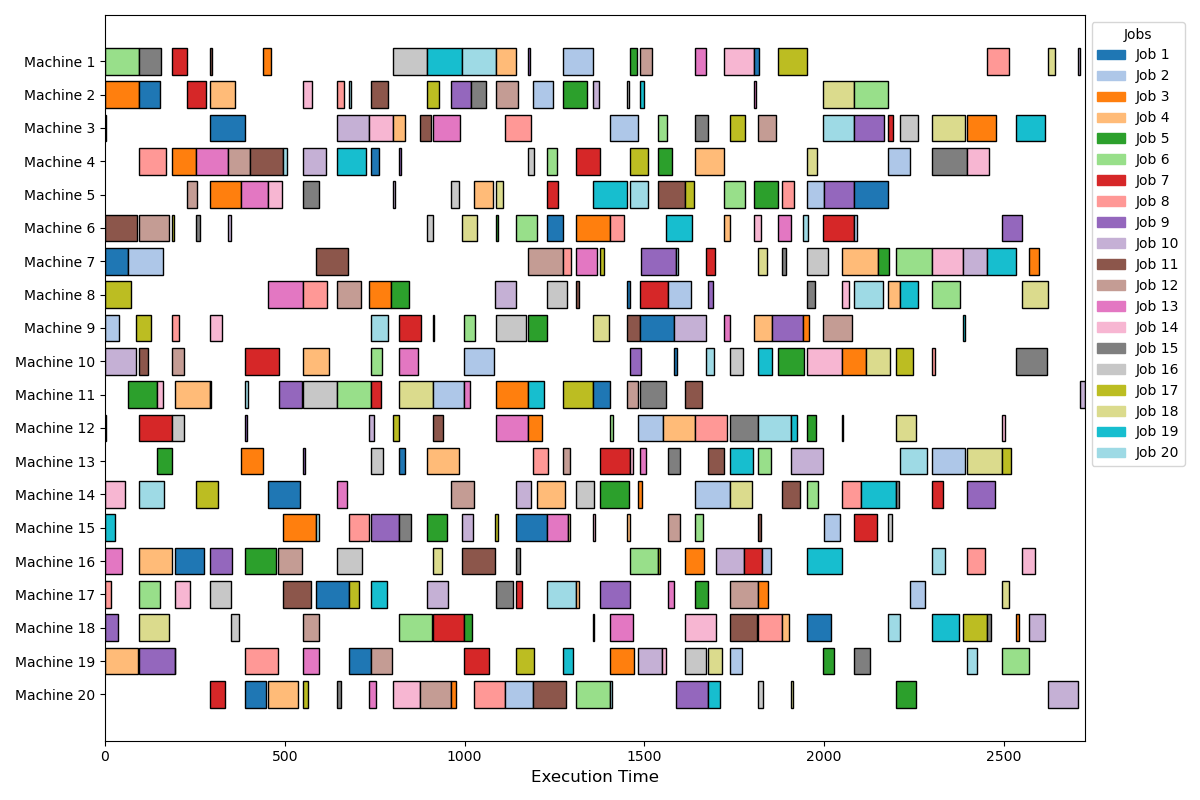 Machine 1
Machine 2
Machine 3
Machine 4
Machine 5
Machine 6
Machine 7
Machine 8
Machine 9
Machine 10
Machine 11
Machine 12
Machine 13
Machine 14
Machine 15
Machine 16
Machine 17
Machine 18
Machine 19
Machine 20
0 500 1000 1500 2000 2500
Execution Time
Jobs
Job 1
Job 2
Job 3
Job 4
Job 5
Job 6
Job 7
Job 8
Job 9
Job 10
Job 11
Job 12
Job 13
Job 14
Job 15
Job 16
Job 17
Job 18
Job 19
Job 20